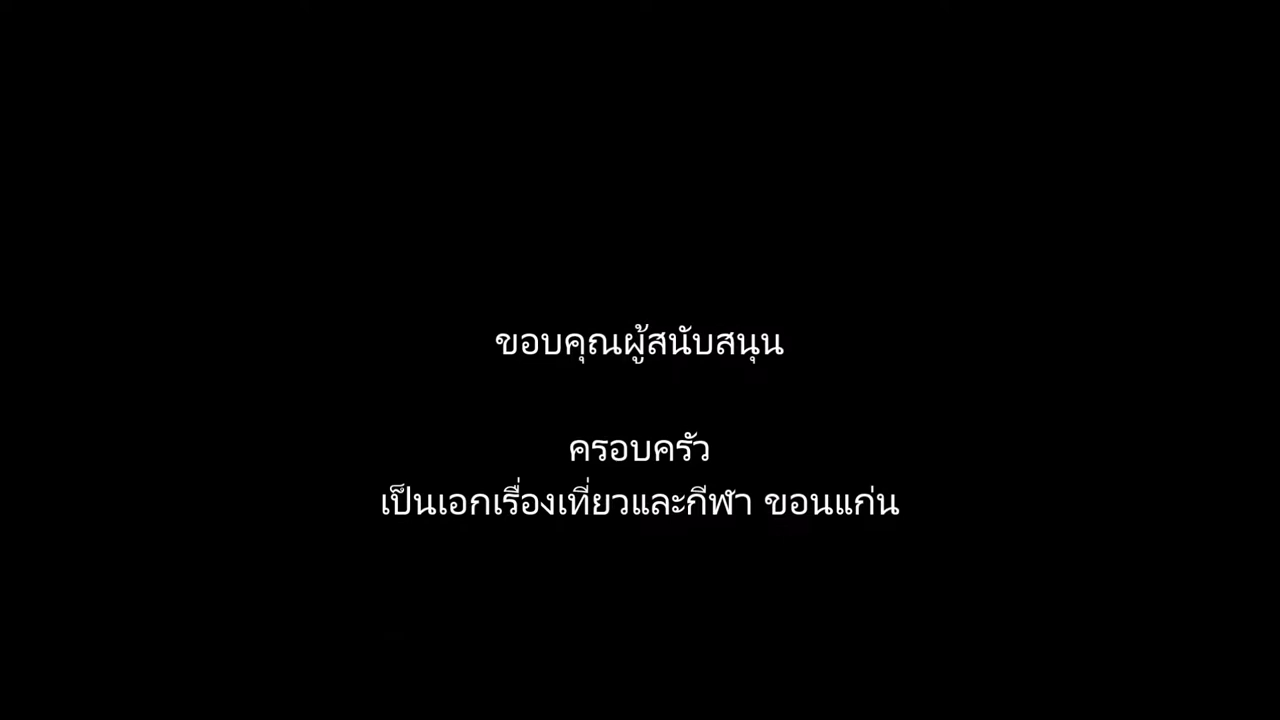 ขอบคุณผู้สนับสนุน
ครอบครัว
เป็นเอกเรื่องเที่ยวและกีฬา ขอนแก่น